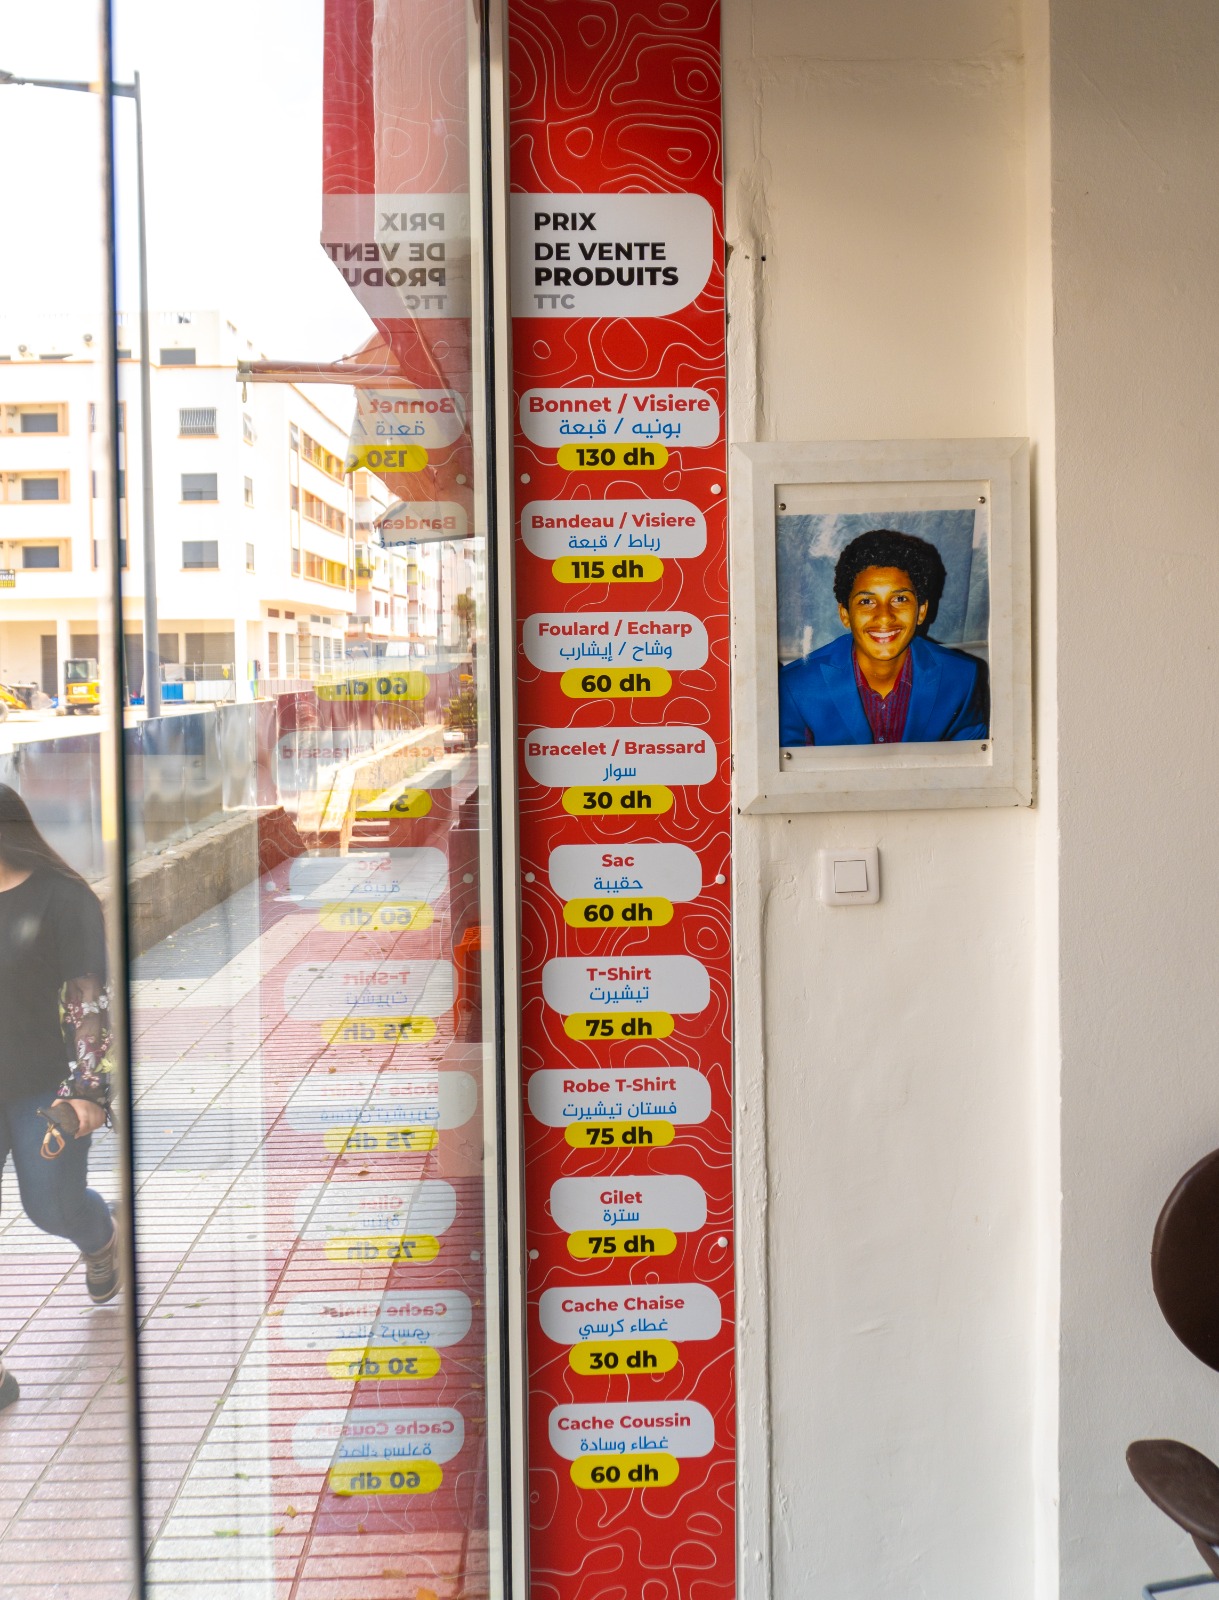 PRIX
DE VENTE
PRODUITS
TTC
Bonnet / Visiere
بونيه / قبعة
130 dh
Bandeau / Visiere
رباط / قبعة
115 dh
Foulard / Echarp
وشاح / إيشارب
60 dh
Bracelet / Brassard
سوار
30 dh
Sac
حقيبة
60 dh
T-Shirt
تيشيرت
75 dh
Robe T-Shirt
فستان تيشيرت
75 dh
Gilet
سترة
75 dh
Cache Chaise
غطاء كرسي
30 dh
Cache Coussin
غطاء وسادة
60 dh